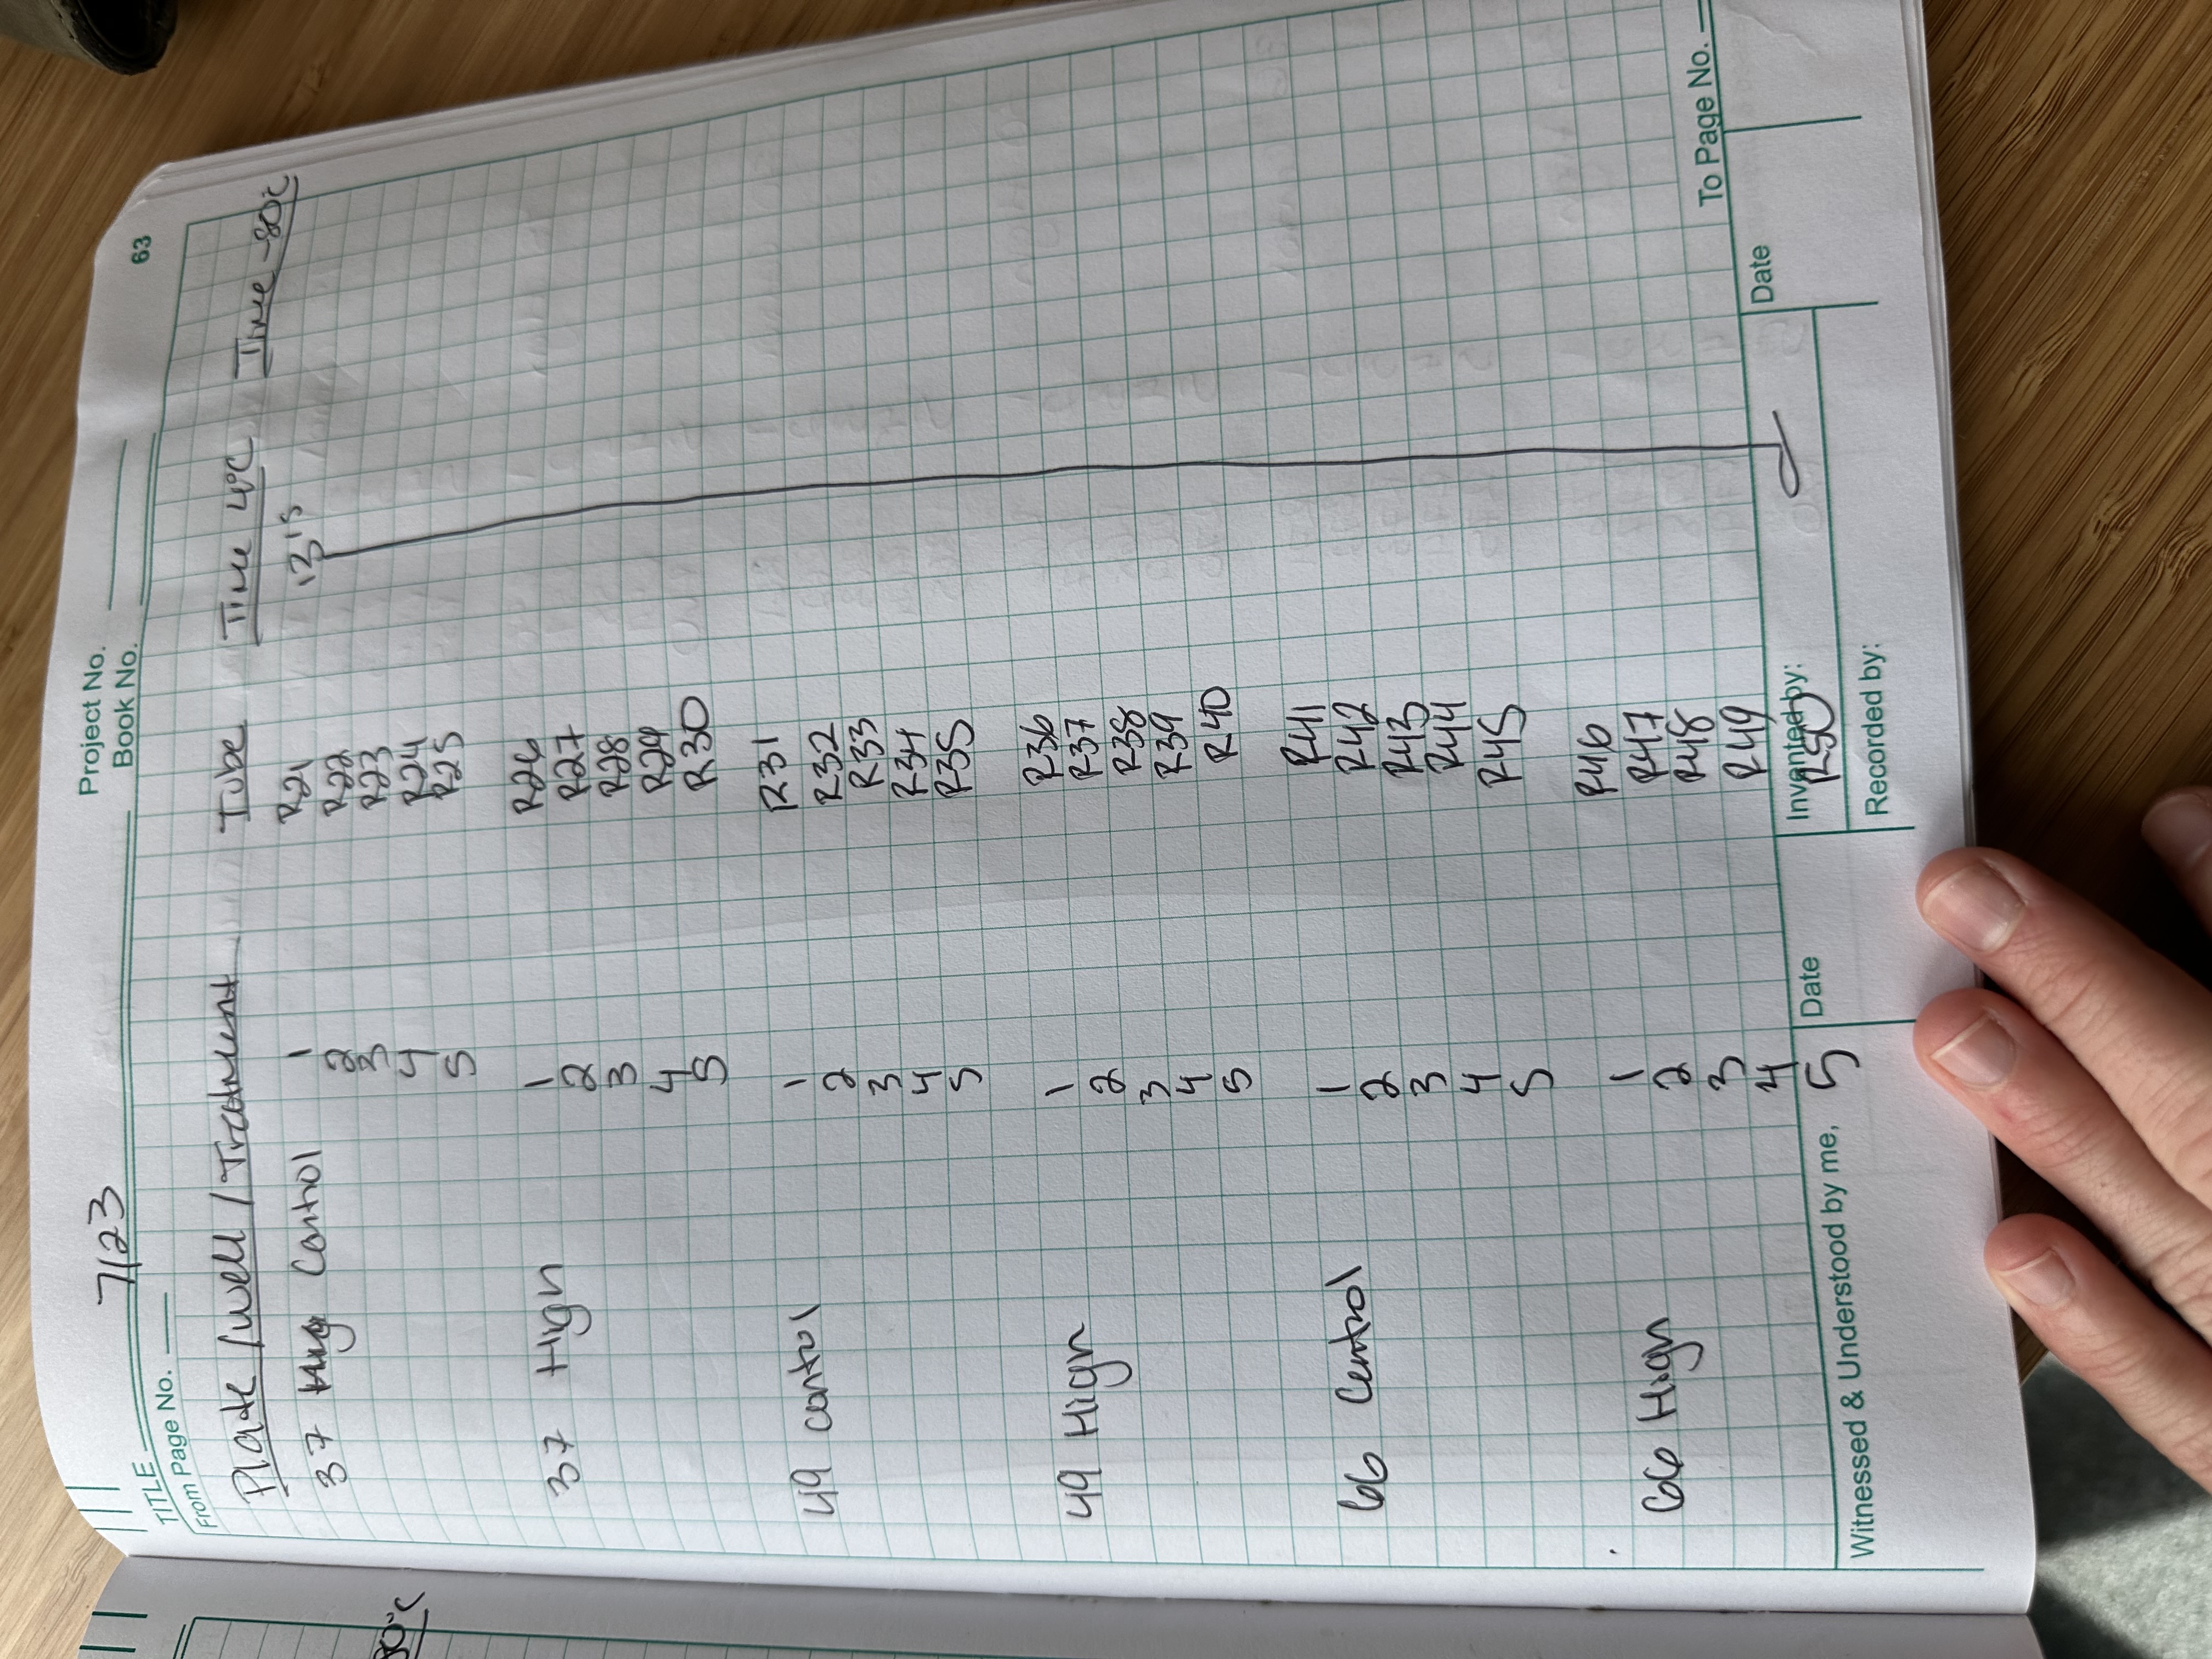 7/23
Project No.
Book No.
63
TITLE
From Page No.
80°C
Plate / Well / Treatment Tube Time 4°C Time -80°C
37 Control 1 R21 13 15
2 R22
3 R23
4 R24
5 R25
37 High 1 R26
2 R27
3 R28
4 R29
5 R30
49 control 1 R31
2 R32
3 R33
4 R34
5 R35
49 High 1 R36
2 R37
3 R38
4 R39
5 R40
66 Control 1 R41
2 R42
3 R43
4 R44
5 R45
66 High 1 R46
2 R47
3 R48
4 R49
5 R50
To Page No.
Witnessed & Understood by me,
Date
Invented by:
Date
Recorded by: